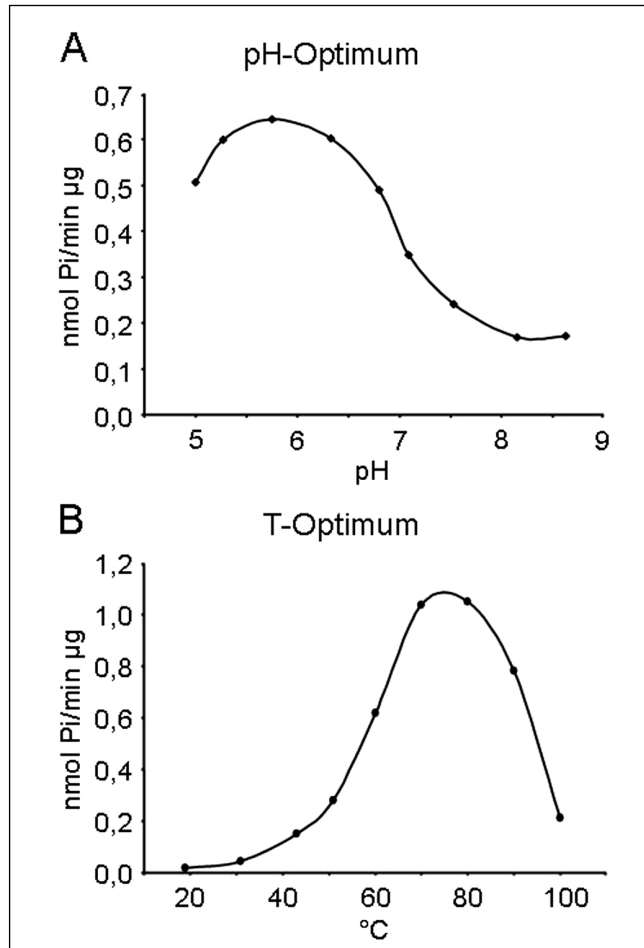 A
pH-Optimum
nmol Pi/min µg
0,7
0,6
0,5
0,4
0,3
0,2
0,1
0,0
5 6 7 8 9
pH
B
T-Optimum
nmol Pi/min µg
1,2
1,0
0,8
0,6
0,4
0,2
0,0
20 40 60 80 100
°C